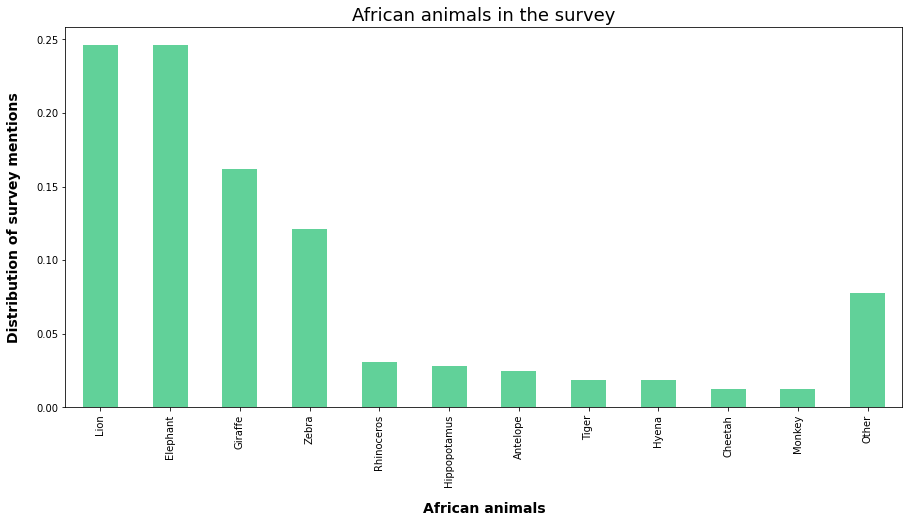 African animals in the survey
Distribution of survey mentions
0.25
0.20
0.15
0.10
0.05
0.00
Lion
Elephant
Giraffe
Zebra
Rhinoceros
Hippopotamus
Antelope
Tiger
Hyena
Cheetah
Monkey
Other
African animals